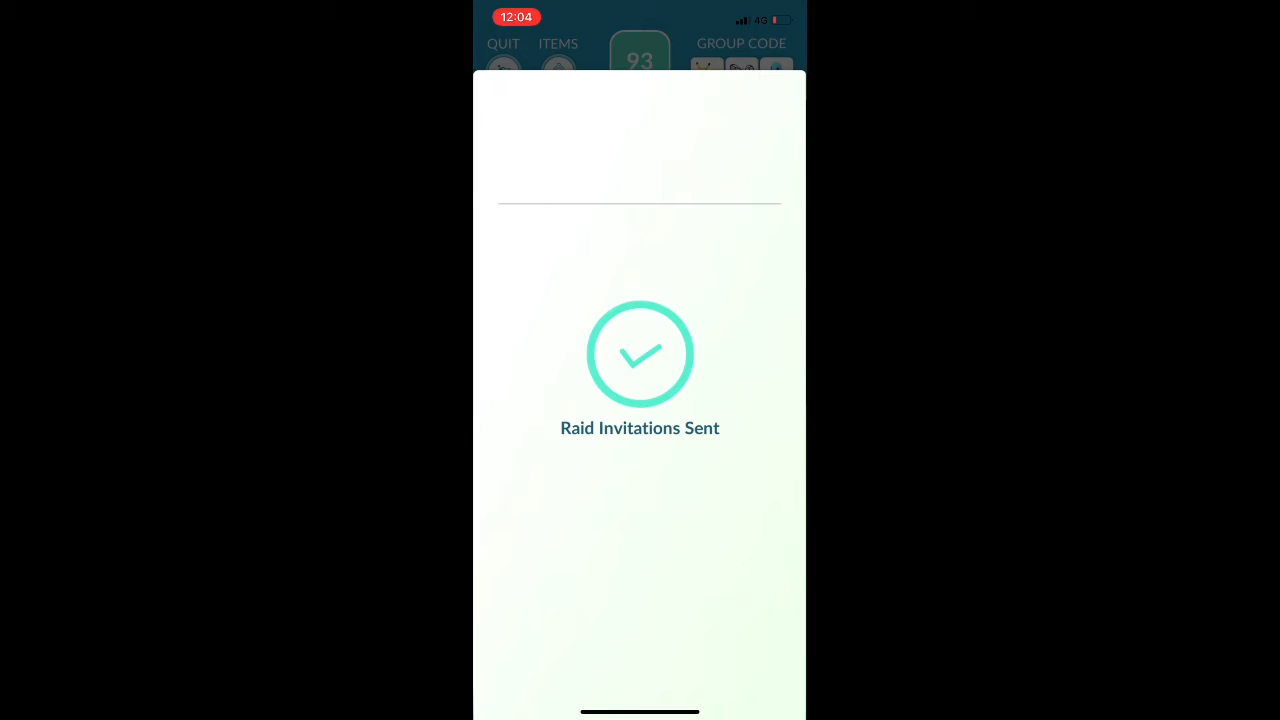 12:04
4G
QUIT ITEMS
93
GROUP CODE
Raid Invitations Sent